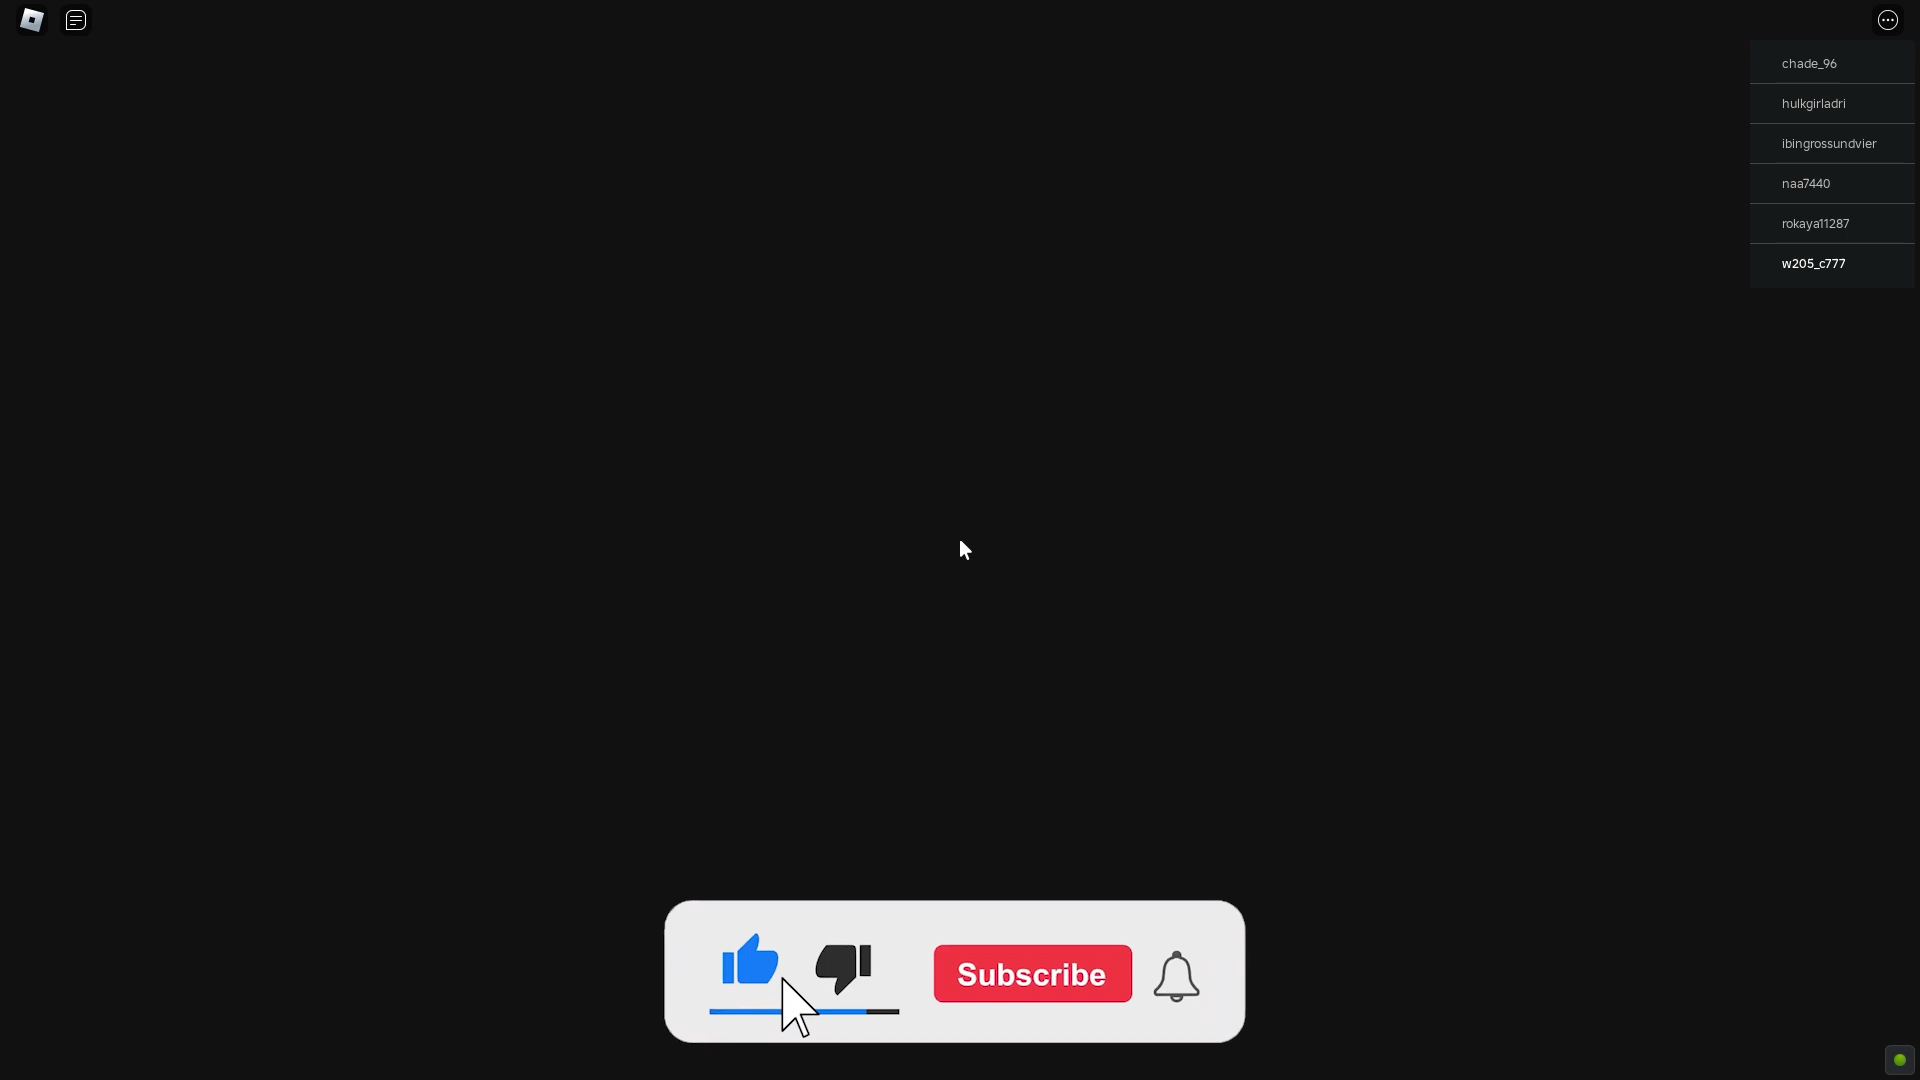 chade_96
hulkgirladri
ibingrossundvier
naa7440
rokaya11287
w205_c777
Subscribe